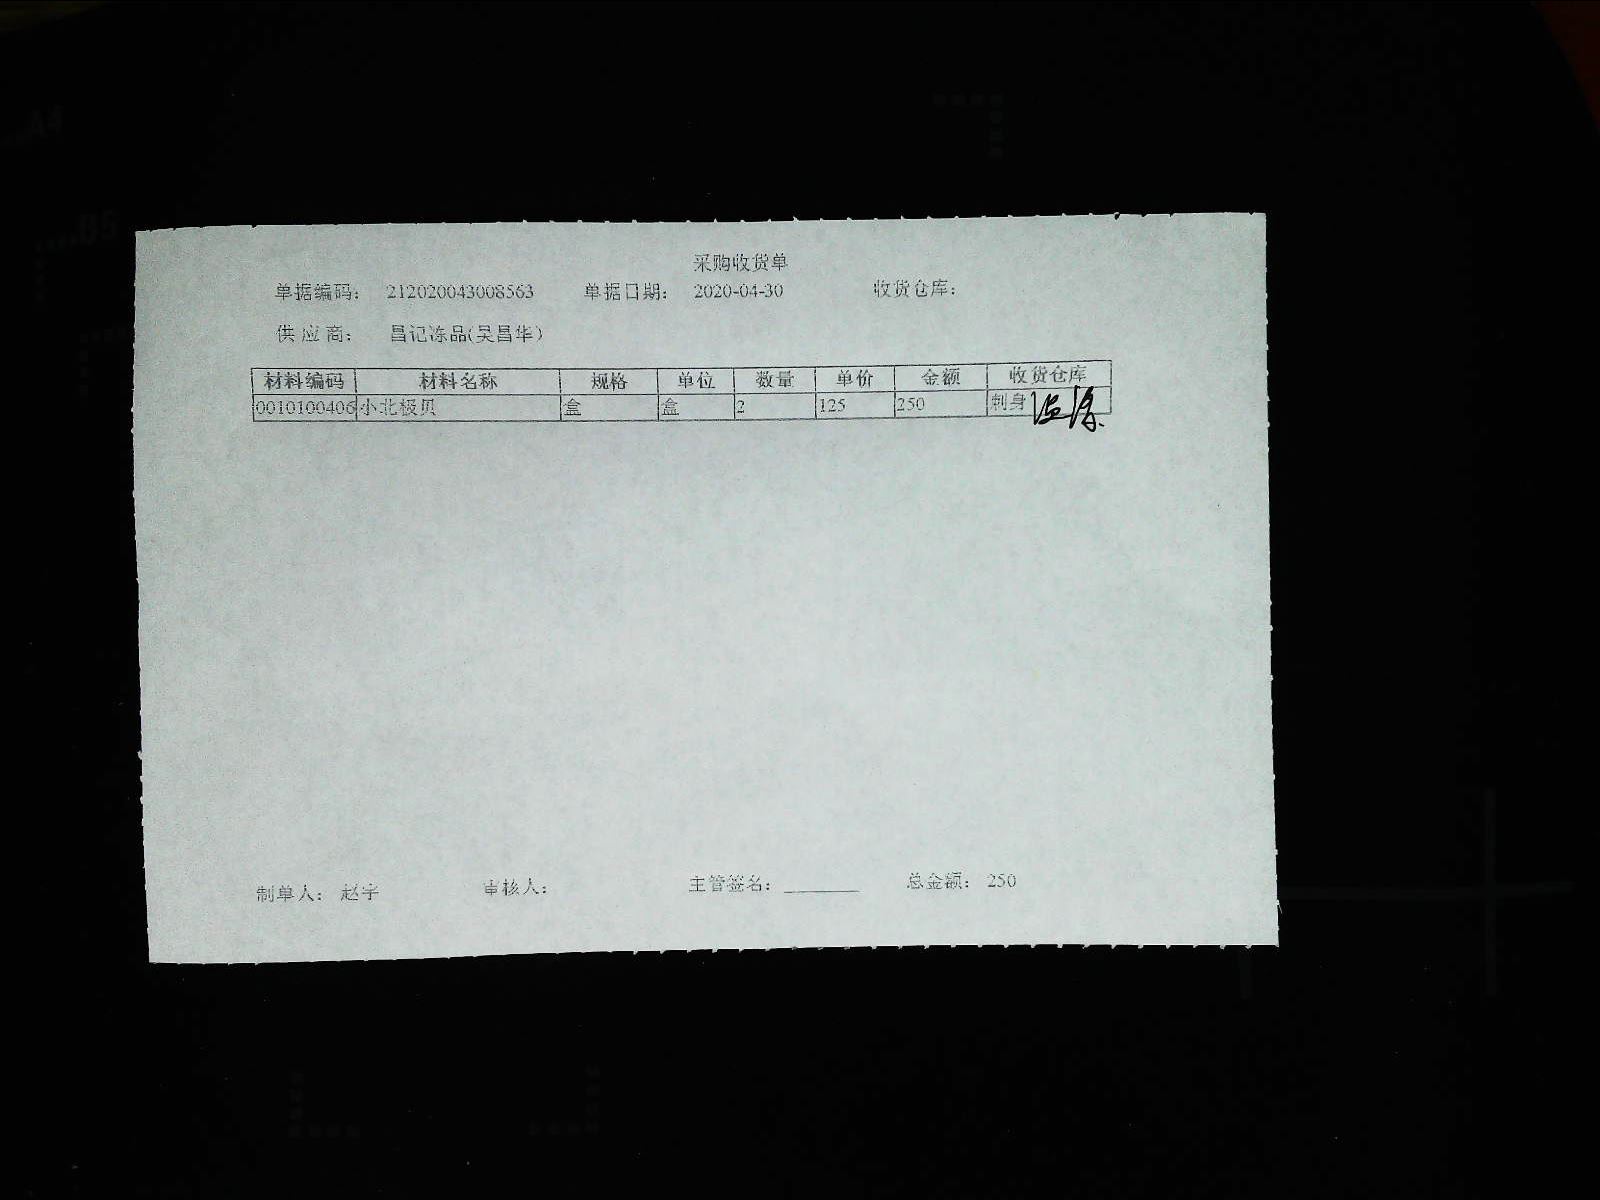 采购收货单
单据编码： 212020043008563 单据日期： 2020-04-30 收货仓库：
供 应 商： 昌记冻品(吴昌华)
材料编码 材料名称 规格 单位 数量 单价 金额 收货仓库
0010100406 小北极贝 盒 盒 2 125 250 刺身
制单人： 赵宇 审核人： 主管签名：________ 总金额： 250